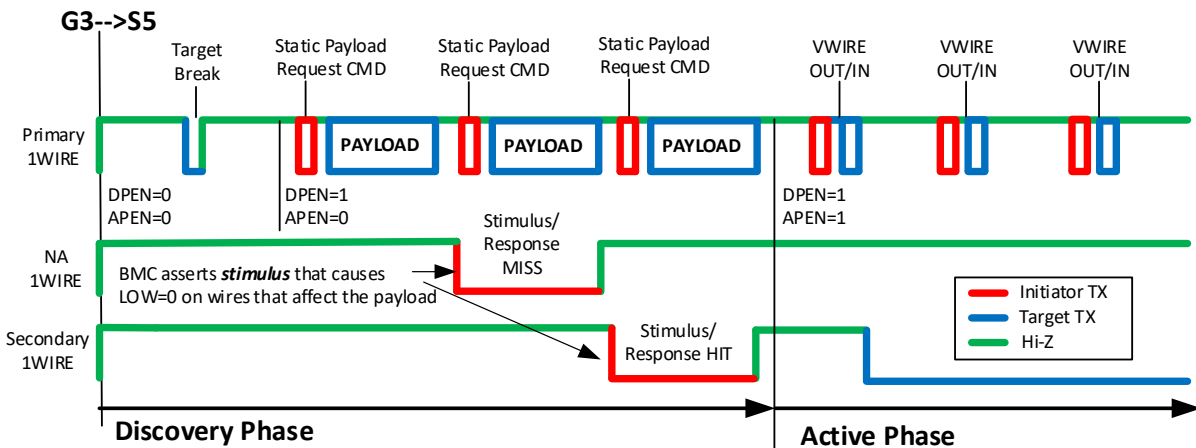 G3-->S5
Target
Break
Static Payload
Request CMD
Static Payload
Request CMD
Static Payload
Request CMD
VWIRE
OUT/IN
VWIRE
OUT/IN
VWIRE
OUT/IN
Primary
1WIRE
PAYLOAD
PAYLOAD
PAYLOAD
DPEN=0
APEN=0
DPEN=1
APEN=0
DPEN=1
APEN=1
NA
1WIRE
Stimulus/
Response
MISS
BMC asserts stimulus that causes
LOW=0 on wires that affect the payload
Initiator TX
Target TX
Hi-Z
Secondary
1WIRE
Stimulus/
Response HIT
Discovery Phase
Active Phase